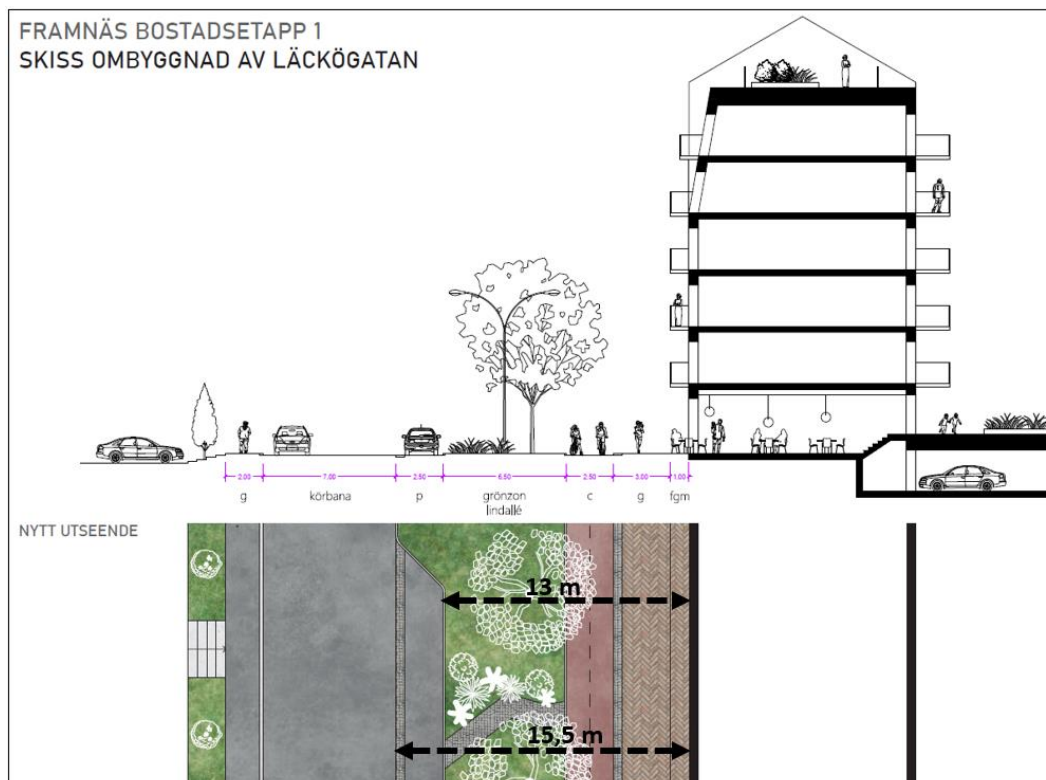 FRAMNÄS BOSTADSETAPP 1
SKISS OMBYGGNAD AV LÄCKÖGATAN
2.00 7.00 2.50 6.50 2.50 3.00 1.00
g körbana p grönzon c g fgm
lindallé
NYTT UTSEENDE
13 m
15,5 m